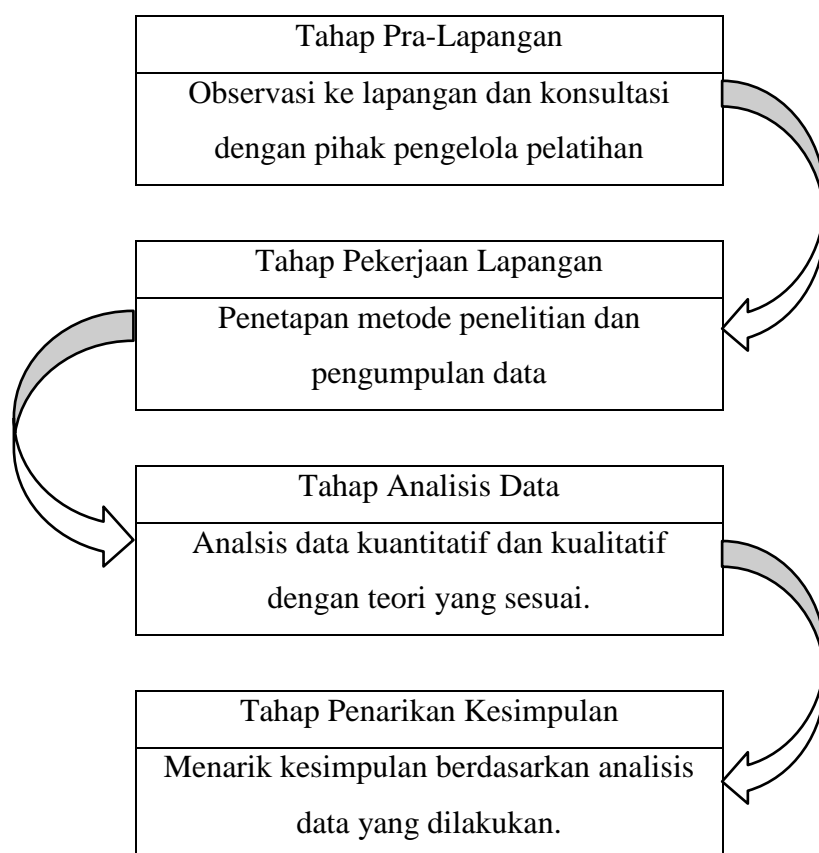 Tahap Pra-Lapangan
Observasi ke lapangan dan konsultasi
dengan pihak pengelola pelatihan
Tahap Pekerjaan Lapangan
Penetapan metode penelitian dan
pengumpulan data
Tahap Analisis Data
Analsis data kuantitatif dan kualitatif
dengan teori yang sesuai.
Tahap Penarikan Kesimpulan
Menarik kesimpulan berdasarkan analisis
data yang dilakukan.